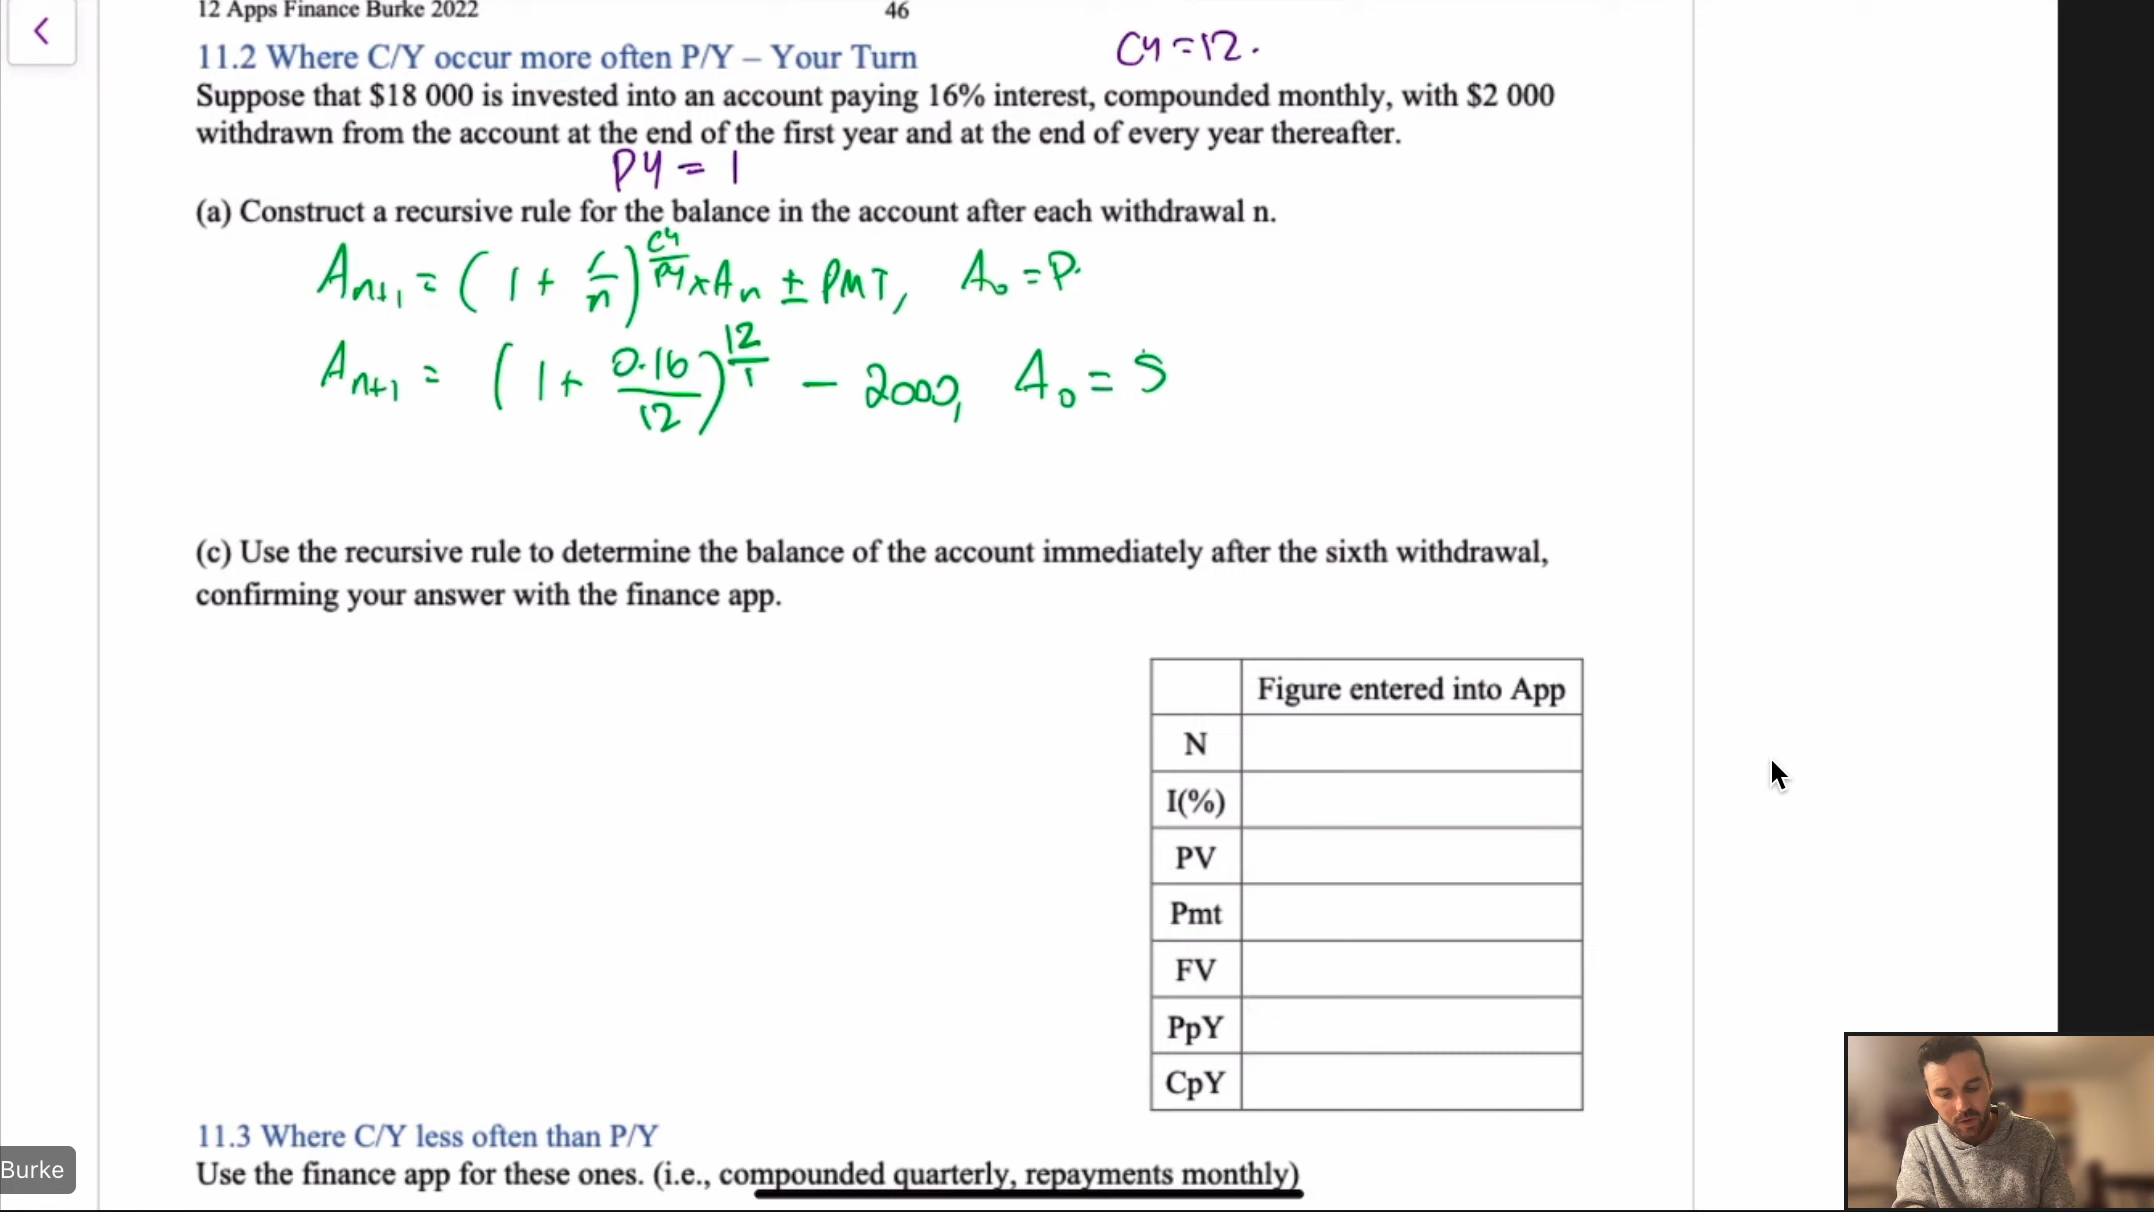 12 Apps Finance Burke 2022
46
11.2 Where C/Y occur more often P/Y – Your Turn
CY = 12.
Suppose that $18 000 is invested into an account paying 16% interest, compounded monthly, with $2 000
withdrawn from the account at the end of the first year and at the end of every year thereafter.
PY = 1
(a) Construct a recursive rule for the balance in the account after each withdrawal n.
Aₙ₊₁ = (1 + r/n)^(CY/PY) × Aₙ ± PMT, A₀ = P.
Aₙ₊₁ = (1 + 0.16/12)^(12/1) – 2000, A₀ = $
(c) Use the recursive rule to determine the balance of the account immediately after the sixth withdrawal,
confirming your answer with the finance app.
Figure entered into App
N
I(%)
PV
Pmt
FV
PpY
CpY
11.3 Where C/Y less often than P/Y
Use the finance app for these ones. (i.e., compounded quarterly, repayments monthly)
Burke